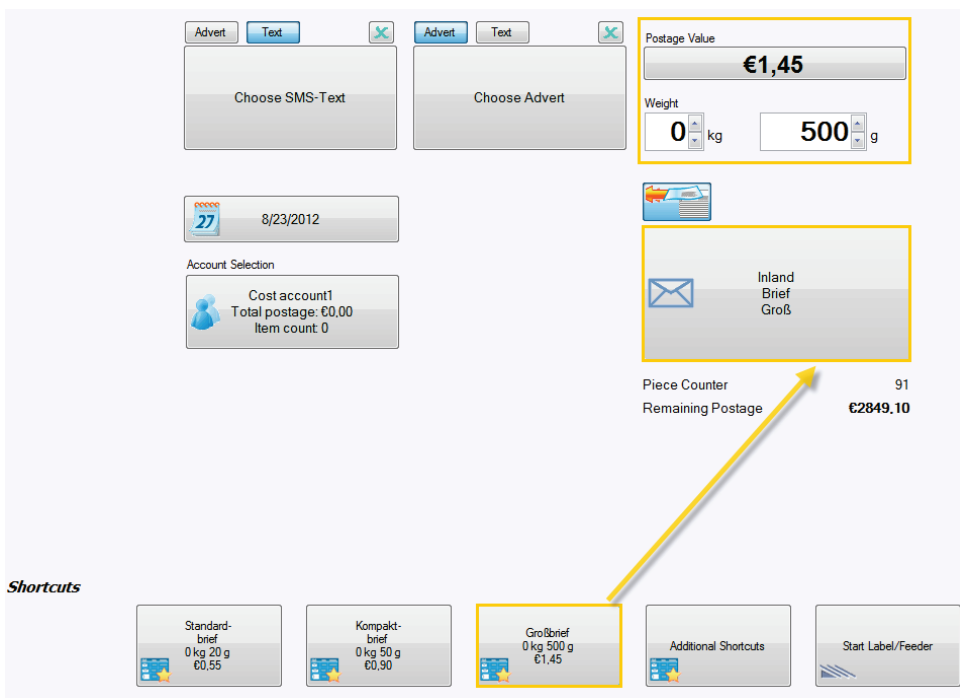 Advert Text
Choose SMS-Text
Advert Text
Choose Advert
Postage Value
€1,45
Weight
0 kg 500 g
27
8/23/2012
Account Selection
Cost account1
Total postage: €0,00
Item count: 0
Inland
Brief
Groß
Piece Counter 91
Remaining Postage €2849,10
Shortcuts
Standard-
brief
0 kg 20 g
€0,55
Kompakt-
brief
0 kg 50 g
€0,90
Großbrief
0 kg 500 g
€1,45
Additional Shortcuts
Start Label/Feeder